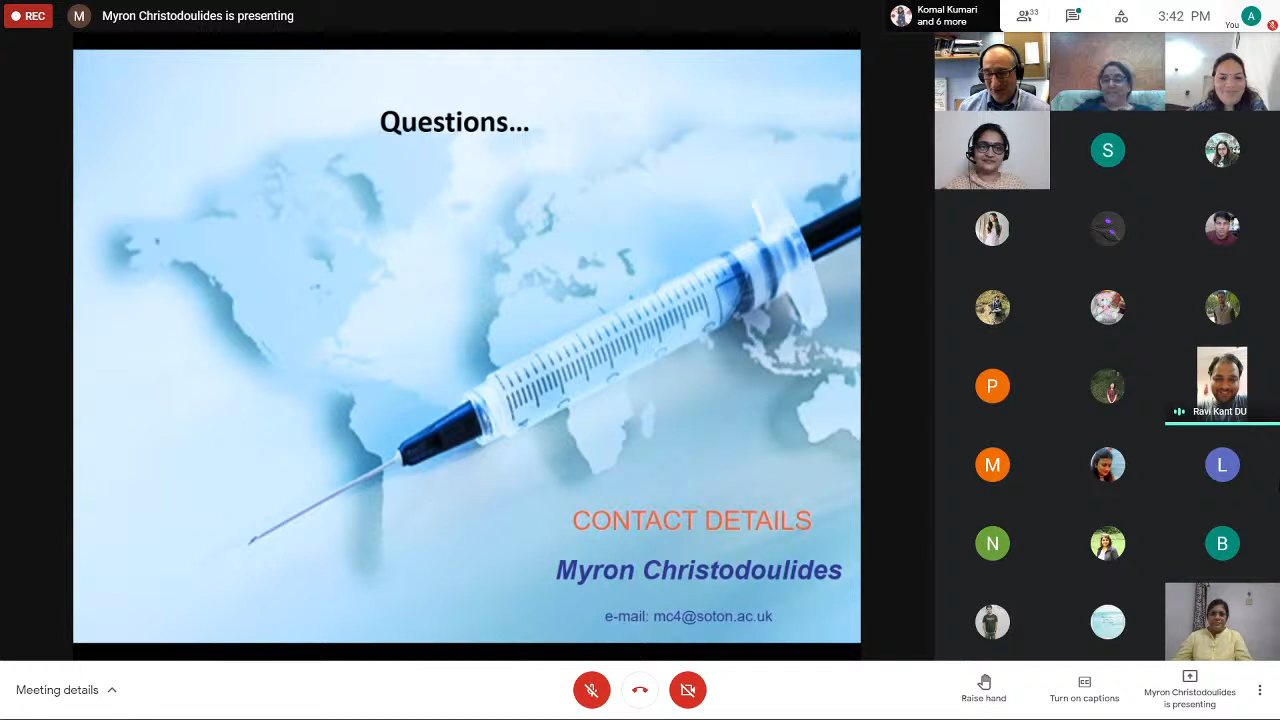 REC
M
Myron Christodoulides is presenting
Komal Kumari
and 6 more
33
3:42 PM
A
You
Questions...
S
P
Ravi Kant DU
M
L
N
B
CONTACT DETAILS
Myron Christodoulides
e-mail: mc4@soton.ac.uk
Meeting details
Raise hand
CC
Turn on captions
Myron Christodoulides
is presenting